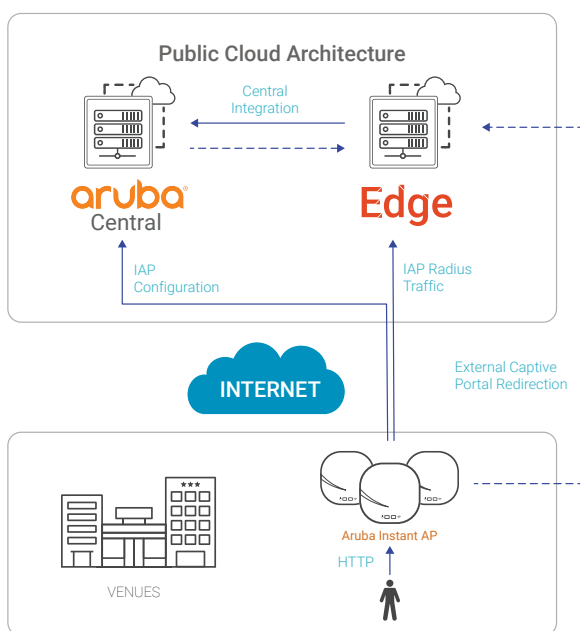 Public Cloud Architecture
Central
Integration
aruba
Central
Edge
IAP
Configuration
IAP Radius
Traffic
External Captive
Portal Redirection
INTERNET
Aruba Instant AP
HTTP
VENUES